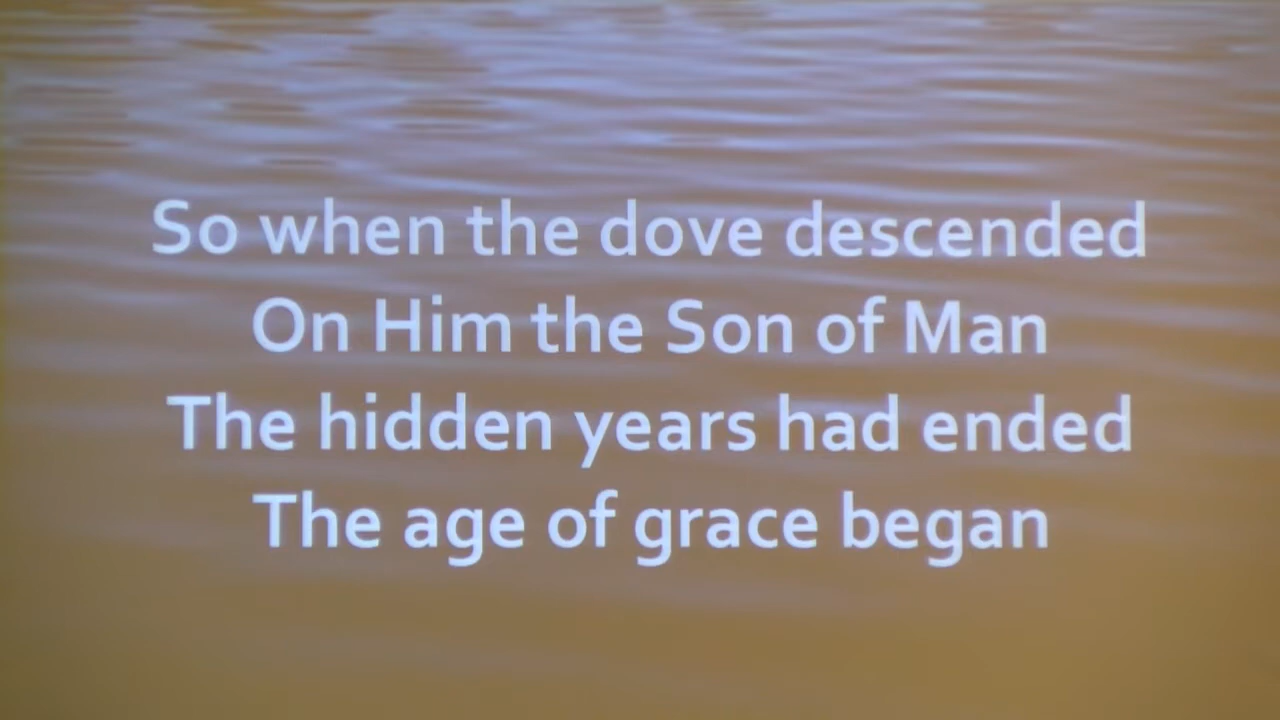 So when the dove descended
On Him the Son of Man
The hidden years had ended
The age of grace began